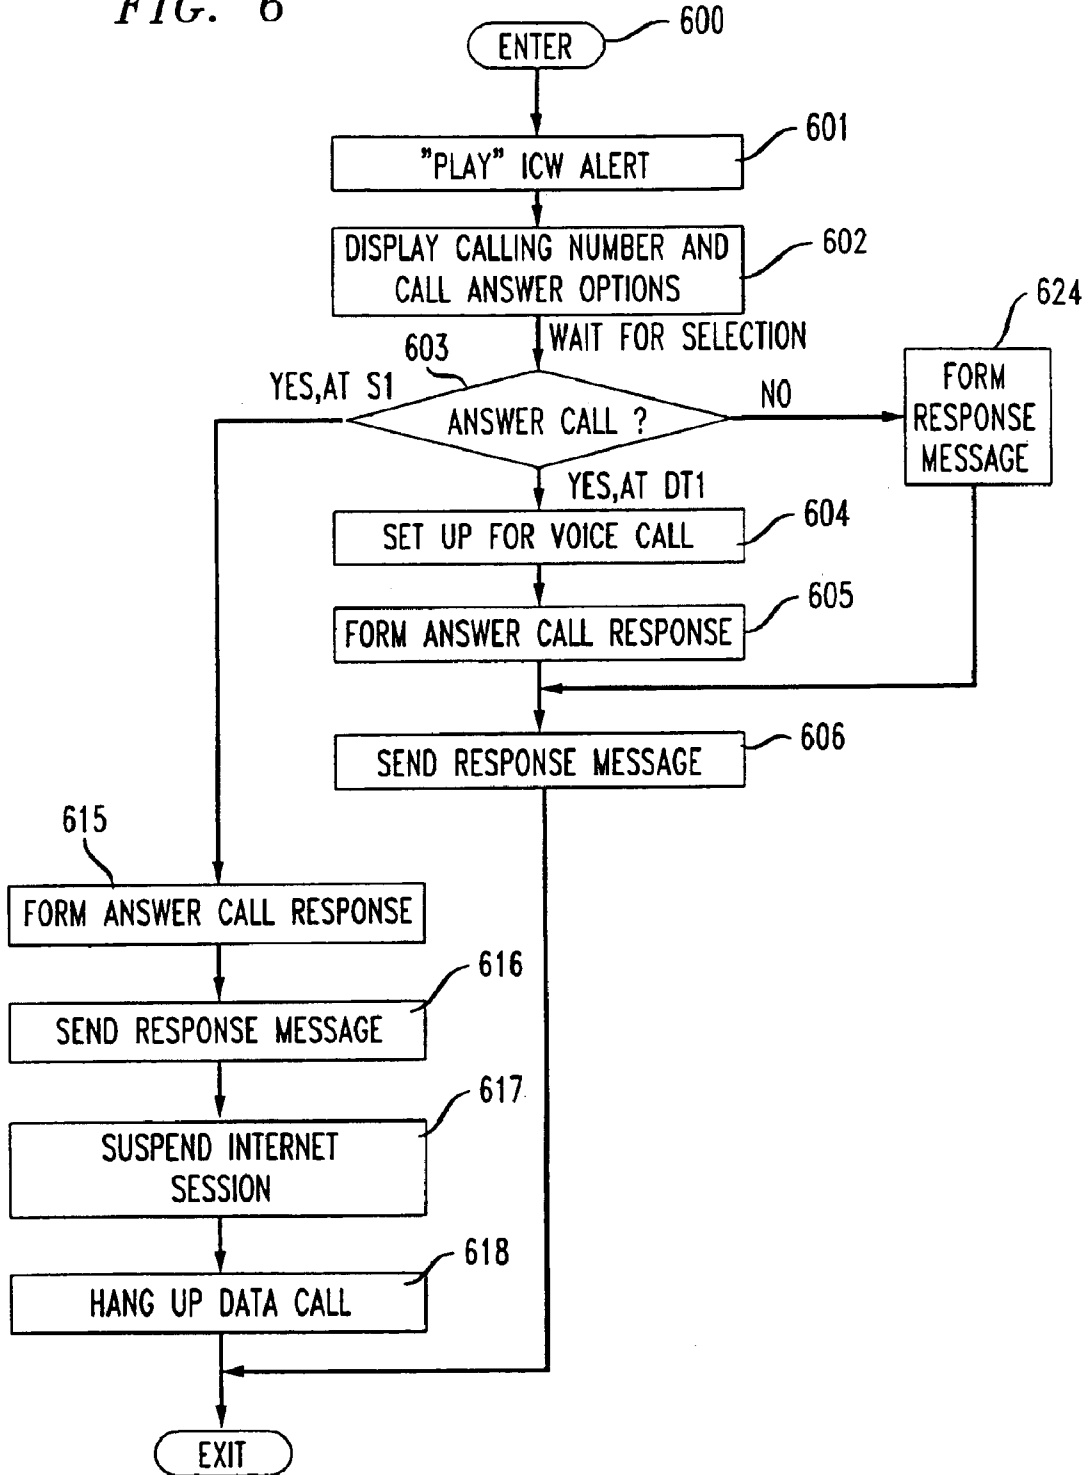 FIG. 6
ENTER
600
"PLAY" ICW ALERT
601
DISPLAY CALLING NUMBER AND
CALL ANSWER OPTIONS
602
WAIT FOR SELECTION
603
624
YES,AT S1
ANSWER CALL ?
NO
FORM
RESPONSE
MESSAGE
YES,AT DT1
SET UP FOR VOICE CALL
604
FORM ANSWER CALL RESPONSE
605
SEND RESPONSE MESSAGE
606
615
FORM ANSWER CALL RESPONSE
SEND RESPONSE MESSAGE
616
SUSPEND INTERNET
SESSION
617
HANG UP DATA CALL
618
EXIT